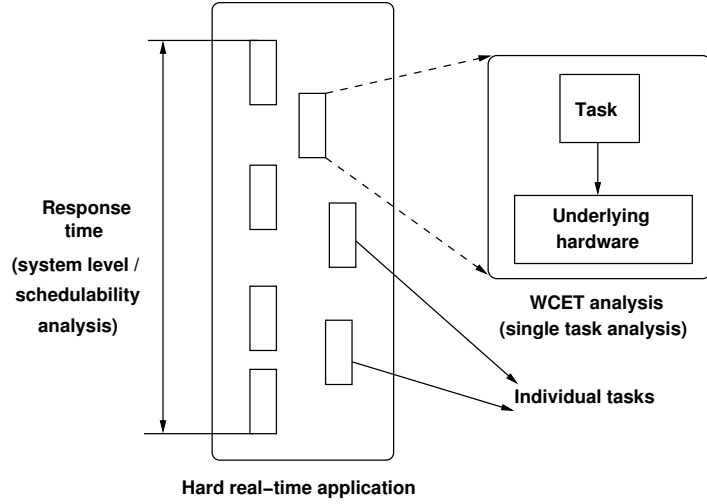 Response
time
(system level /
schedulability
analysis)
Task
Underlying
hardware
WCET analysis
(single task analysis)
Individual tasks
Hard real−time application